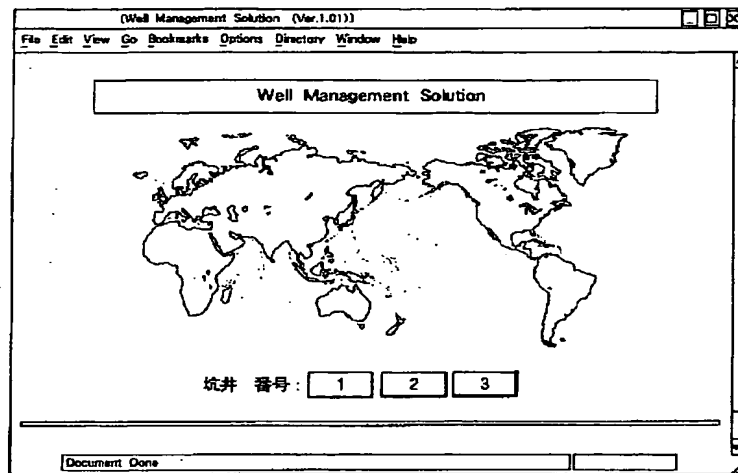 (Well Management Solution (Ver.1.01))
File Edit View Go Bookmarks Options Directory Window Help
Well Management Solution
坑井 番号 : 1 2 3
Document Done